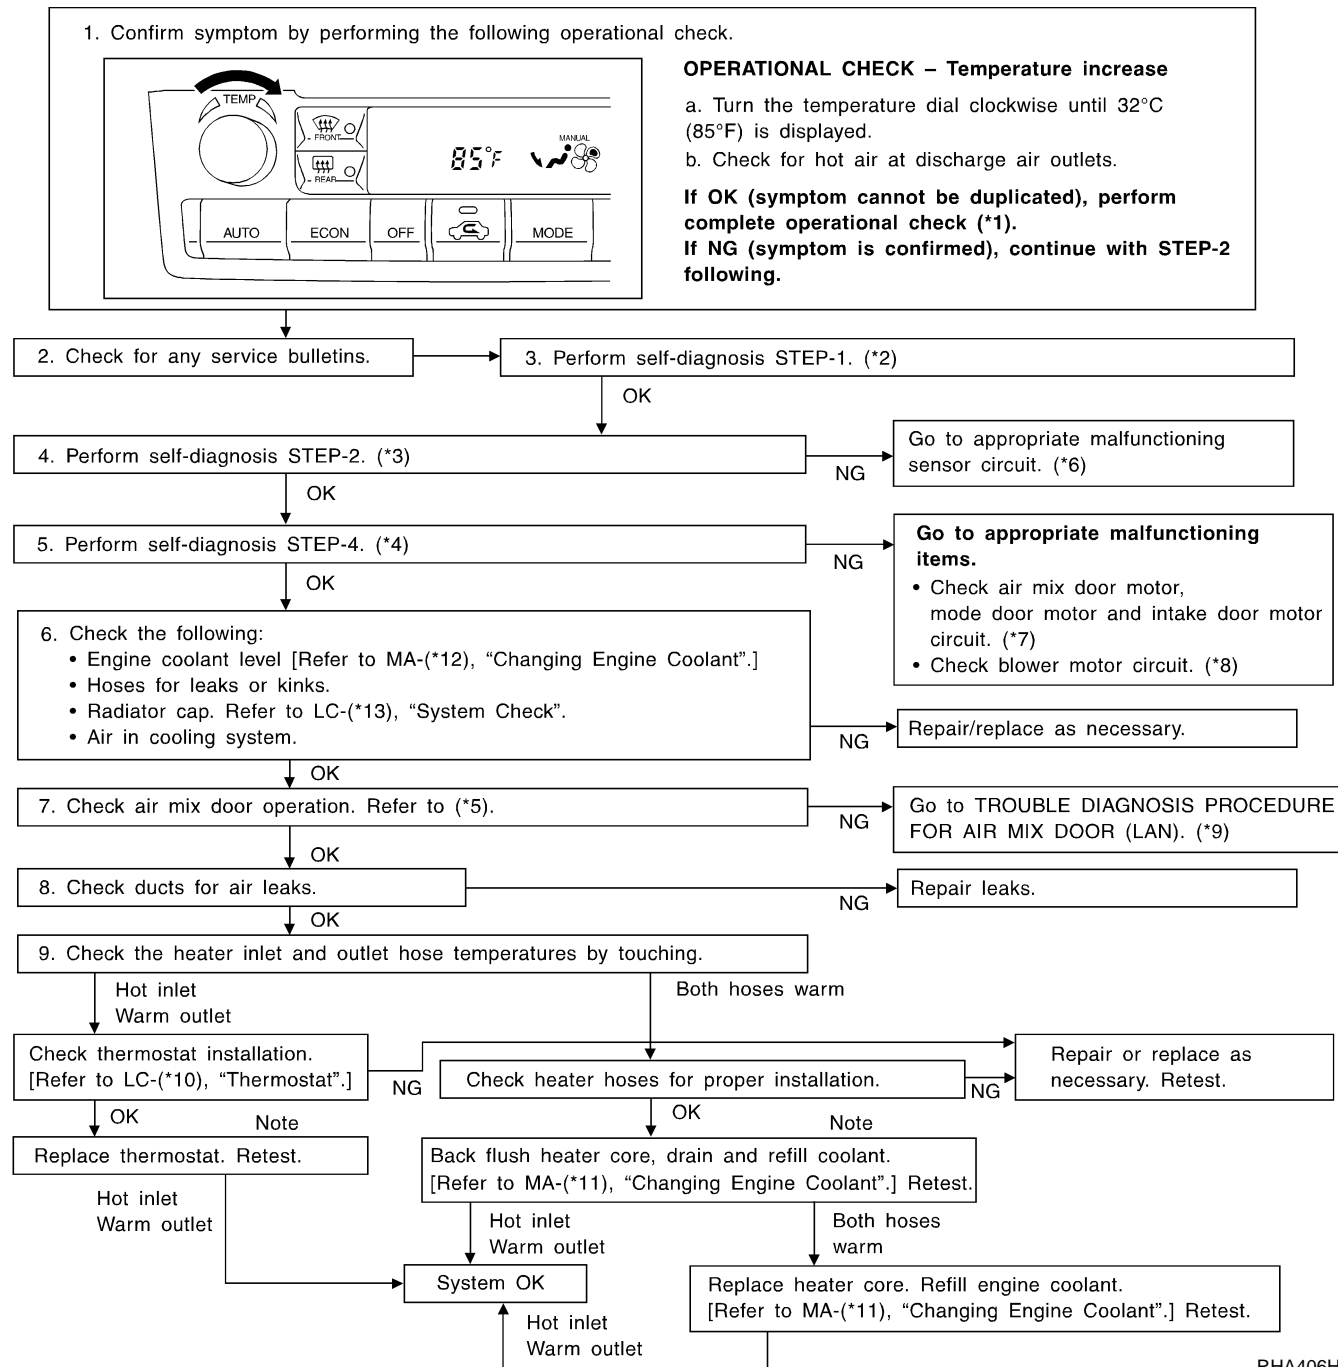 1. Confirm symptom by performing the following operational check.
TEMP
FRONT
REAR
85°F
MANUAL
AUTO
ECON
OFF
MODE
OPERATIONAL CHECK – Temperature increase
a. Turn the temperature dial clockwise until 32°C
(85°F) is displayed.
b. Check for hot air at discharge air outlets.
If OK (symptom cannot be duplicated), perform
complete operational check (*1).
If NG (symptom is confirmed), continue with STEP-2
following.
2. Check for any service bulletins.
3. Perform self-diagnosis STEP-1. (*2)
OK
4. Perform self-diagnosis STEP-2. (*3)
NG
Go to appropriate malfunctioning
sensor circuit. (*6)
OK
5. Perform self-diagnosis STEP-4. (*4)
NG
Go to appropriate malfunctioning
items.
• Check air mix door motor,
mode door motor and intake door motor
circuit. (*7)
• Check blower motor circuit. (*8)
OK
6. Check the following:
• Engine coolant level [Refer to MA-(*12), “Changing Engine Coolant”.]
• Hoses for leaks or kinks.
• Radiator cap. Refer to LC-(*13), “System Check”.
• Air in cooling system.
NG
Repair/replace as necessary.
OK
7. Check air mix door operation. Refer to (*5).
NG
Go to TROUBLE DIAGNOSIS PROCEDURE
FOR AIR MIX DOOR (LAN). (*9)
OK
8. Check ducts for air leaks.
NG
Repair leaks.
OK
9. Check the heater inlet and outlet hose temperatures by touching.
Hot inlet
Warm outlet
Both hoses warm
Check thermostat installation.
[Refer to LC-(*10), “Thermostat”.]
NG
Check heater hoses for proper installation.
NG
Repair or replace as
necessary. Retest.
OK
Note
Replace thermostat. Retest.
OK
Note
Back flush heater core, drain and refill coolant.
[Refer to MA-(*11), “Changing Engine Coolant”.] Retest.
Hot inlet
Warm outlet
Hot inlet
Warm outlet
Both hoses
warm
System OK
Replace heater core. Refill engine coolant.
[Refer to MA-(*11), “Changing Engine Coolant”.] Retest.
Hot inlet
Warm outlet